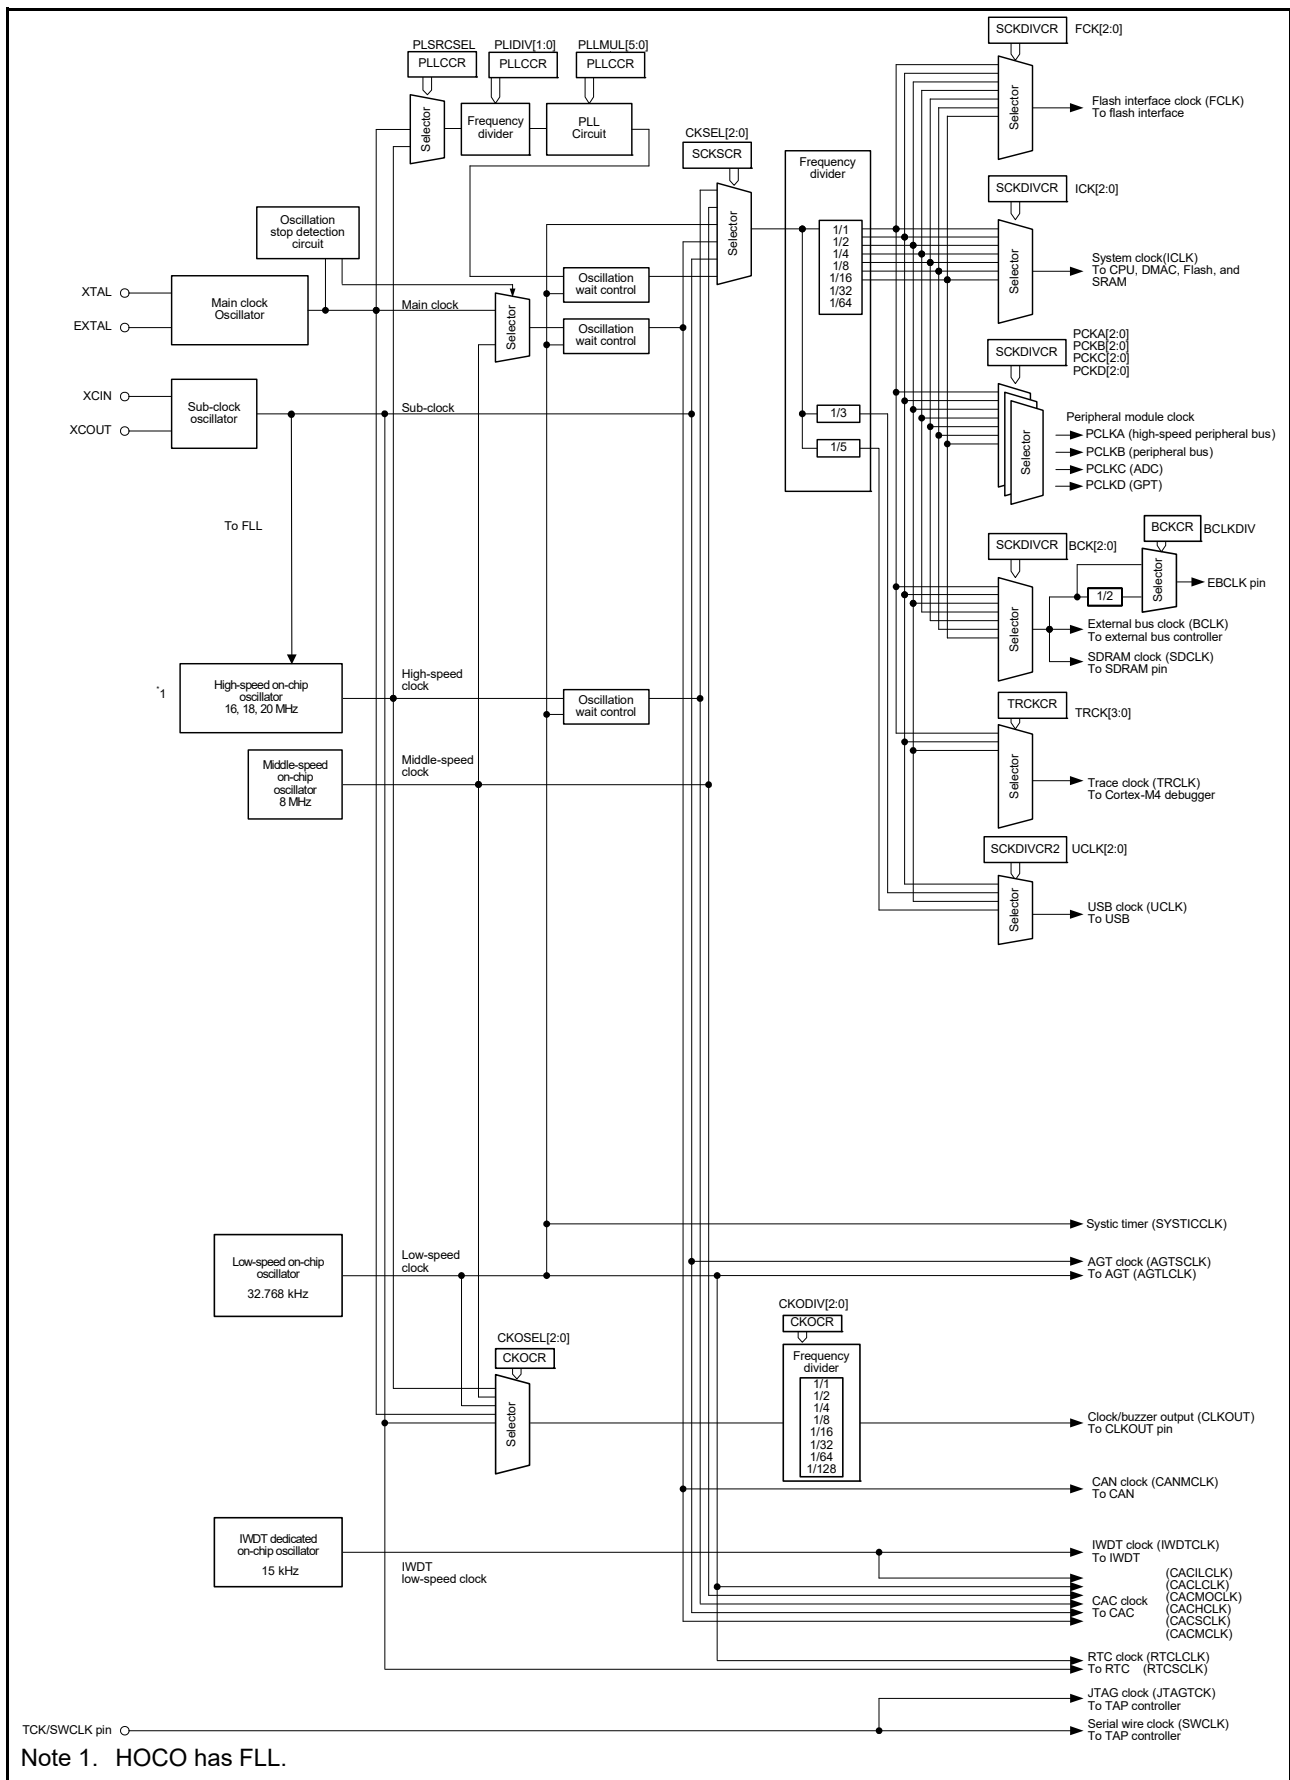 SCKDIVCR FCK[2:0]
PLSRCSEL PLIDIV[1:0] PLLMUL[5:0]
PLLCCR PLLCCR PLLCCR
Selector
Frequency
divider
PLL
Circuit
Selector
Flash interface clock (FCLK)
To flash interface
CKSEL[2:0]
SCKSCR
Frequency
divider
SCKDIVCR ICK[2:0]
Oscillation
stop detection
circuit
Selector
1/1
1/2
1/4
1/8
1/16
1/32
1/64
Selector
System clock(ICLK)
To CPU, DMAC, Flash, and
SRAM
XTAL
EXTAL
Main clock
Oscillator
Main clock
Selector
Oscillation
wait control
Oscillation
wait control
PCKA[2:0]
PCKB[2:0]
PCKC[2:0]
PCKD[2:0]
SCKDIVCR
XCIN
XCOUT
Sub-clock
oscillator
Sub-clock
1/3
1/5
Selector
Peripheral module clock
PCLKA (high-speed peripheral bus)
PCLKB (peripheral bus)
PCLKC (ADC)
PCLKD (GPT)
To FLL
SCKDIVCR BCK[2:0]
BCKCR BCLKDIV
Selector
1/2
Selector
EBCLK pin
External bus clock (BCLK)
To external bus controller
SDRAM clock (SDCLK)
To SDRAM pin
*1
High-speed on-chip
oscillator
16, 18, 20 MHz
High-speed
clock
Oscillation
wait control
TRCKCR TRCK[3:0]
Middle-speed
on-chip
oscillator
8 MHz
Middle-speed
clock
Selector
Trace clock (TRCLK)
To Cortex-M4 debugger
SCKDIVCR2 UCLK[2:0]
Selector
USB clock (UCLK)
To USB
Systic timer (SYSTICCLK)
Low-speed on-chip
oscillator
32.768 kHz
Low-speed
clock
AGT clock (AGTSCLK)
To AGT (AGTLCLK)
CKODIV[2:0]
CKOCR
CKOSEL[2:0]
CKOCR
Selector
Frequency
divider
1/1
1/2
1/4
1/8
1/16
1/32
1/64
1/128
Clock/buzzer output (CLKOUT)
To CLKOUT pin
CAN clock (CANMCLK)
To CAN
IWDT dedicated
on-chip oscillator
15 kHz
IWDT
low-speed clock
IWDT clock (IWDTCLK)
To IWDT
CAC clock
To CAC
(CACILCLK)
(CACLCLK)
(CACMOCLK)
(CACHCLK)
(CACSCLK)
(CACMCLK)
RTC clock (RTCLCLK)
To RTC (RTCSCLK)
JTAG clock (JTAGTCK)
To TAP controller
TCK/SWCLK pin
Serial wire clock (SWCLK)
To TAP controller
Note 1. HOCO has FLL.